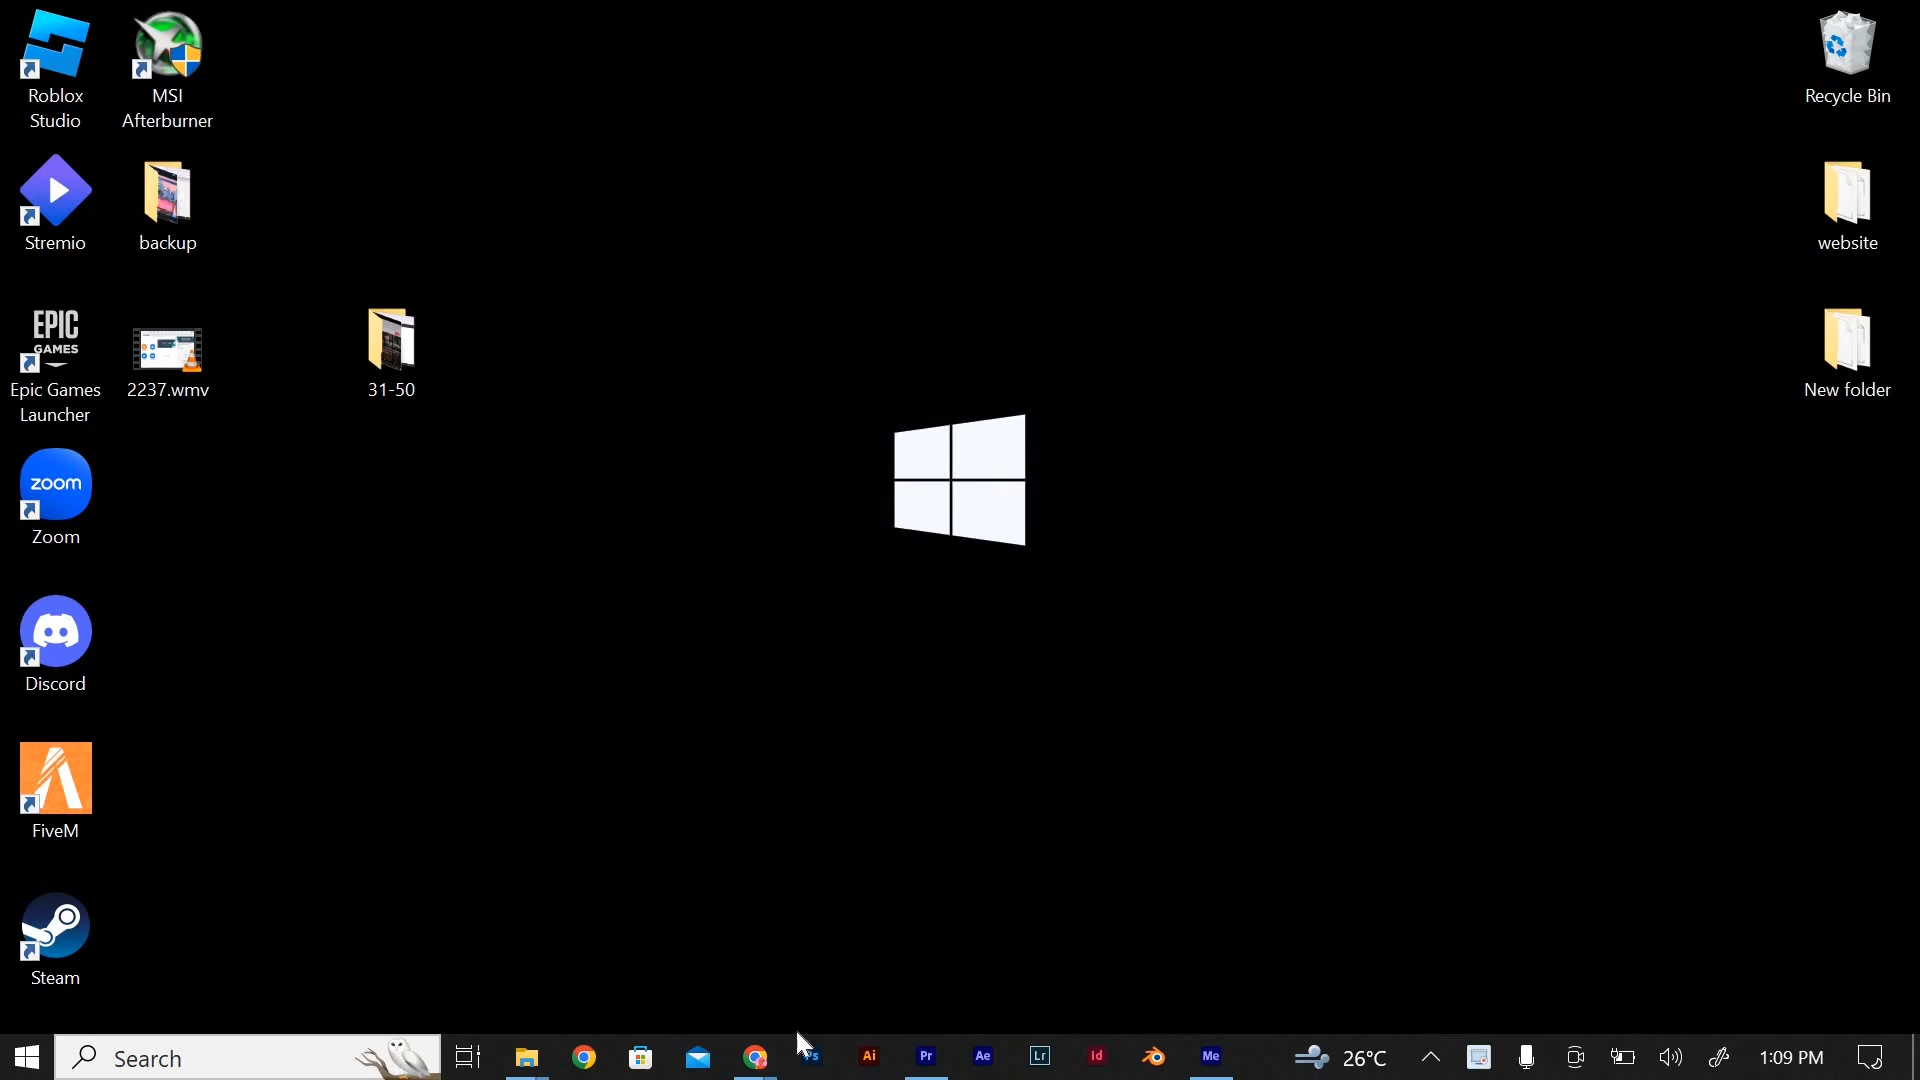 Roblox
Studio
MSI
Afterburner
Recycle Bin
Stremio
backup
website
EPIC
GAMES
Epic Games
Launcher
2237.wmv
31-50
New folder
zoom
Zoom
Discord
FiveM
Steam
Search
Ps
Ai
Pr
Ae
Lr
Id
Me
26°C
1:09 PM